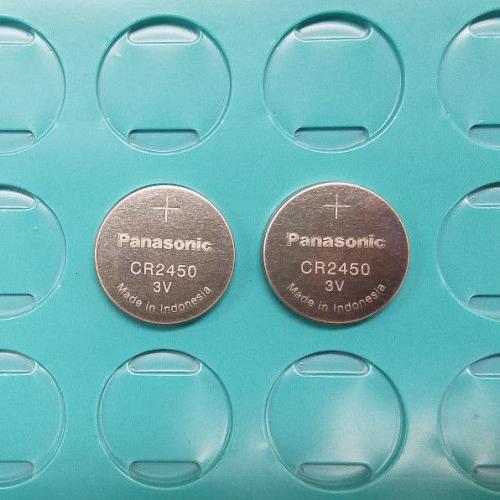 +
Panasonic
CR2450
3V
Made in Indonesia
+
Panasonic
CR2450
3V
Made in Indonesia